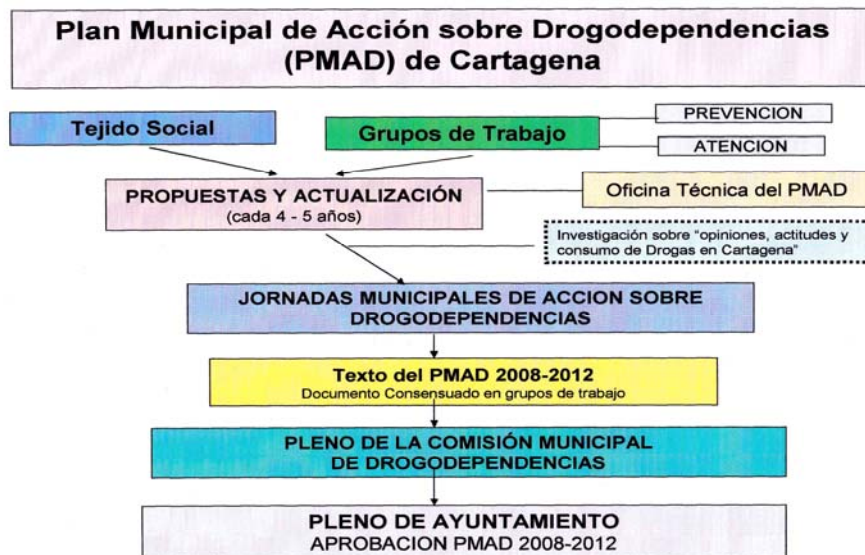 Plan Municipal de Acción sobre Drogodependencias
(PMAD) de Cartagena
Tejido Social
Grupos de Trabajo
PREVENCION
ATENCION
PROPUESTAS Y ACTUALIZACIÓN
(cada 4 - 5 años)
Oficina Técnica del PMAD
Investigación sobre “opiniones, actitudes y
consumo de Drogas en Cartagena”
JORNADAS MUNICIPALES DE ACCION SOBRE
DROGODEPENDENCIAS
Texto del PMAD 2008-2012
Documento Consensuado en grupos de trabajo
PLENO DE LA COMISIÓN MUNICIPAL
DE DROGODEPENDENCIAS
PLENO DE AYUNTAMIENTO
APROBACION PMAD 2008-2012